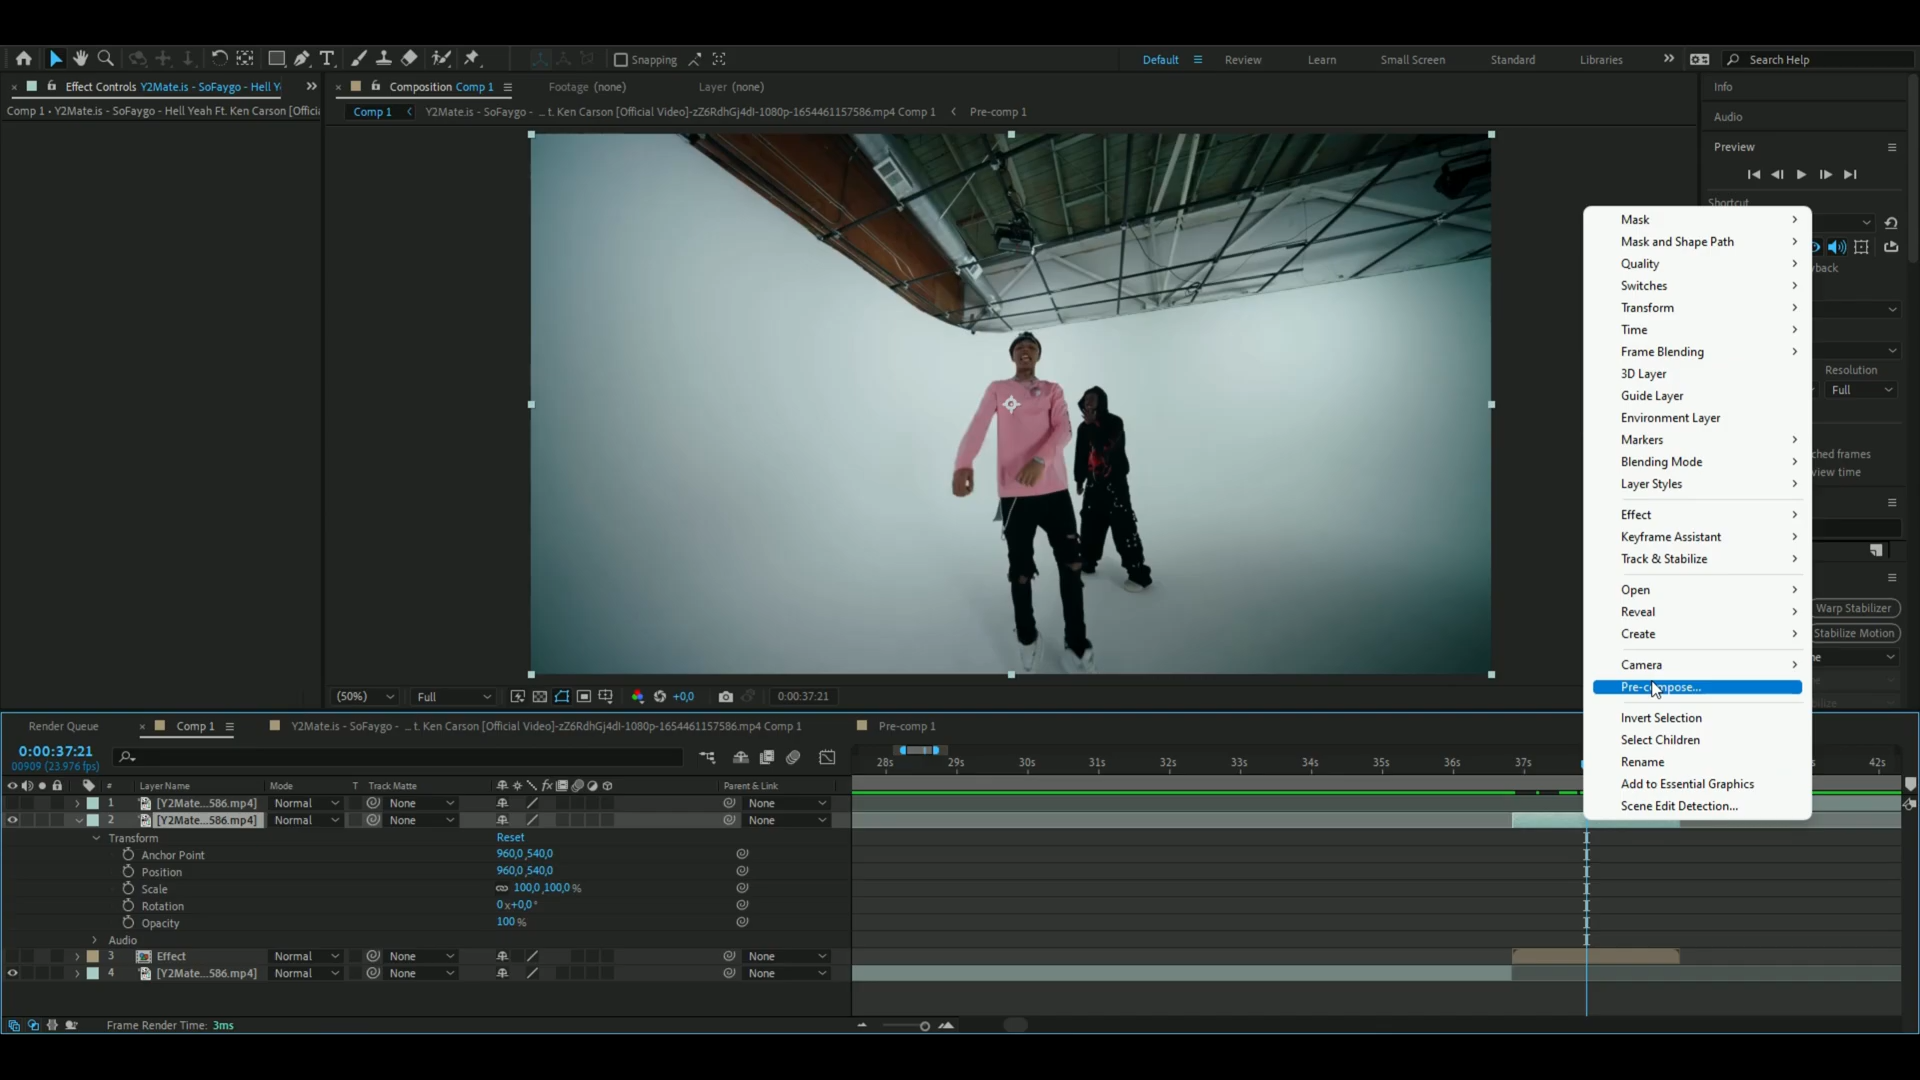 Snapping
Default
Review
Learn
Small Screen
Standard
Libraries
Search Help
Effect Controls Y2Mate.is - SoFaygo - Hell Y
Composition Comp 1
Footage (none)
Layer (none)
Info
Comp 1 • Y2Mate.is - SoFaygo - Hell Yeah Ft. Ken Carson [Offici
Comp 1
Y2Mate.is - SoFaygo - ... t. Ken Carson [Official Video]-zZ6RdhGj4dI-1080p-1654461157586.mp4 Comp 1
Pre-comp 1
Audio
Preview
Shortcut
Mask
Mask and Shape Path
Quality
Switches
Transform
Time
Frame Blending
3D Layer
Guide Layer
Environment Layer
Markers
Blending Mode
Layer Styles
Effect
Keyframe Assistant
Track & Stabilize
Open
Reveal
Create
Camera
Pre-compose...
Invert Selection
Select Children
Rename
Add to Essential Graphics
Scene Edit Detection...
yback
Resolution
Full
ched frames
view time
Warp Stabilizer
Stabilize Motion
ne
(50%)
Full
+0,0
0:00:37:21
Render Queue
Comp 1
Y2Mate.is - SoFaygo - ... t. Ken Carson [Official Video]-zZ6RdhGj4dI-1080p-1654461157586.mp4 Comp 1
Pre-comp 1
0:00:37:21
00909 (23.976 fps)
28s 29s 30s 31s 32s 33s 34s 35s 36s 37s 42s
# Layer Name Mode T Track Matte Parent & Link
1 [Y2Mate...586.mp4] Normal None None
2 [Y2Mate...586.mp4] Normal None None
Transform Reset
Anchor Point 960,0,540,0
Position 960,0,540,0
Scale 100,0,100,0 %
Rotation 0x+0,0°
Opacity 100 %
Audio
3 Effect Normal None None
4 [Y2Mate...586.mp4] Normal None None
Frame Render Time: 3ms